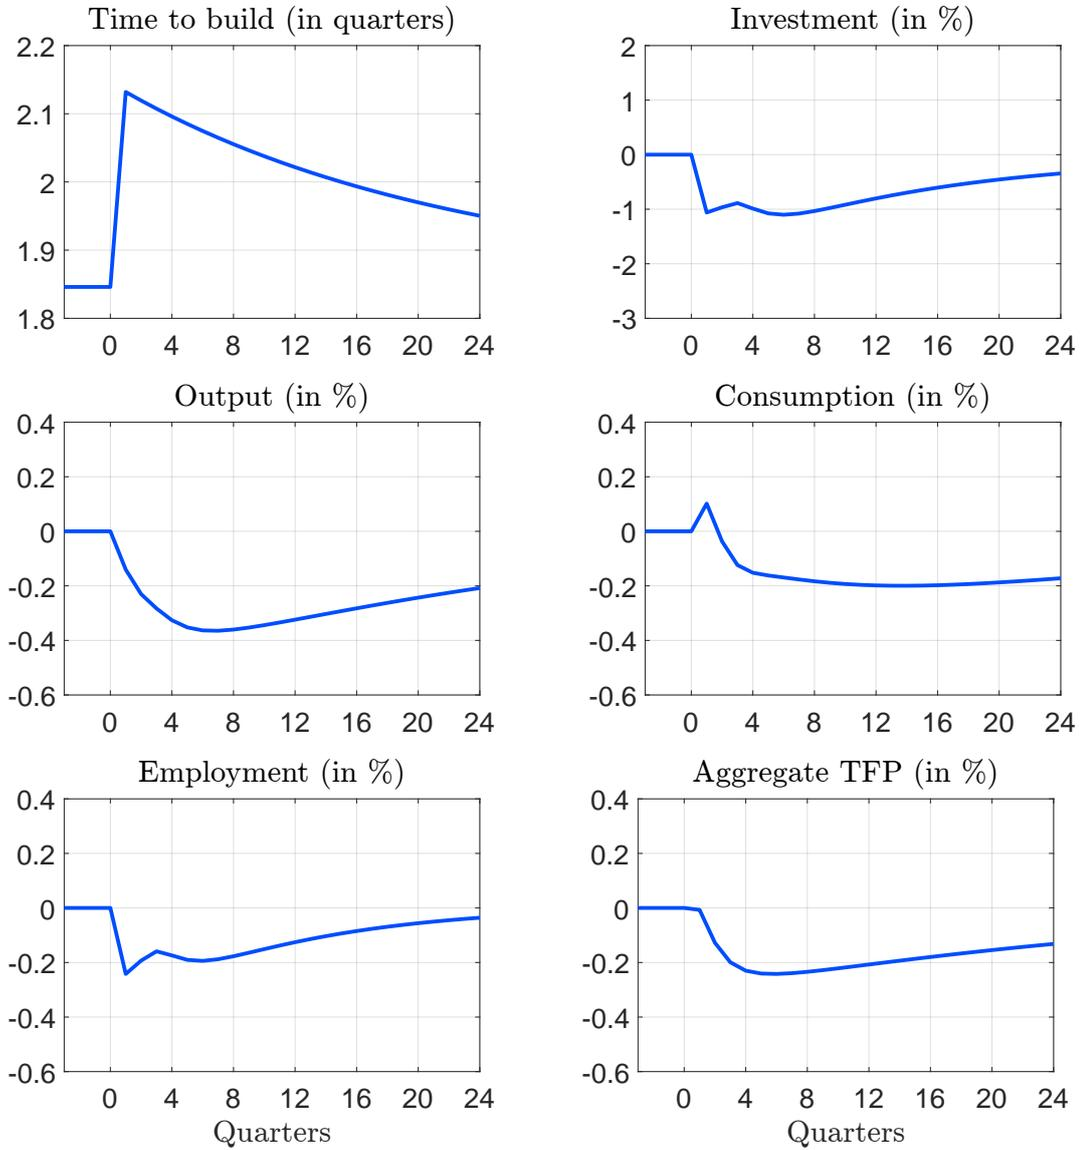 Time to build (in quarters)
2.2
2.1
2
1.9
1.8
0 4 8 12 16 20 24
Investment (in %)
2
1
0
-1
-2
-3
0 4 8 12 16 20 24
Output (in %)
0.4
0.2
0
-0.2
-0.4
-0.6
0 4 8 12 16 20 24
Consumption (in %)
0.4
0.2
0
-0.2
-0.4
-0.6
0 4 8 12 16 20 24
Employment (in %)
0.4
0.2
0
-0.2
-0.4
-0.6
0 4 8 12 16 20 24
Quarters
Aggregate TFP (in %)
0.4
0.2
0
-0.2
-0.4
-0.6
0 4 8 12 16 20 24
Quarters